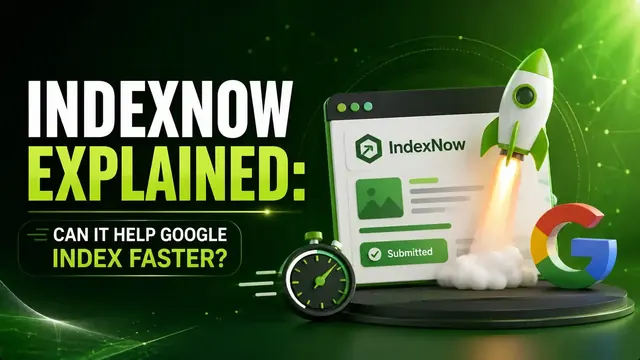 INDEXNOW
EXPLAINED:
CAN IT HELP GOOGLE
INDEX FASTER?
IndexNow
Submitted
G